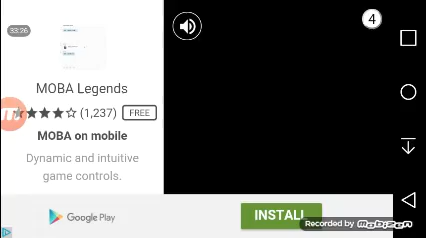 33:26
4
MOBA Legends
(1,237)
FREE
MOBA on mobile
Dynamic and intuitive
game controls.
Google Play
INSTALL
Recorded by Mobizen